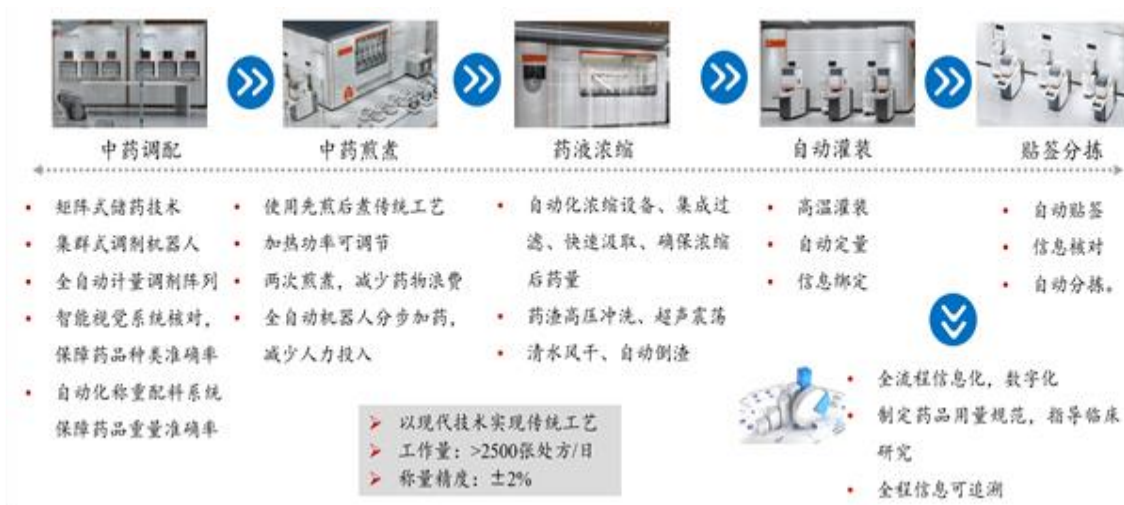 中药调配
中药煎煮
药液浓缩
自动灌装
贴签分拣
• 矩阵式储药技术
• 集群式调剂机器人
• 全自动计量调剂阵列
• 智能视觉系统核对，
保障药品种类准确率
• 自动化称重配料系统
保障药品重量准确率
• 使用先煎后煮传统工艺
• 加热功率可调节
• 两次煎煮，减少药物浪费
• 全自动机器人分步加药，
减少人力投入
• 自动化浓缩设备、集成过
滤、快速汲取、确保浓缩
后药量
• 药渣高压冲洗、超声震荡
• 清水风干、自动倒渣
• 高温灌装
• 自动定量
• 信息绑定
• 自动贴签
• 信息核对
• 自动分拣。
➢ 以现代技术实现传统工艺
➢ 工作量：>2500张处方/日
➢ 称量精度：±2%
• 全流程信息化，数字化
• 制定药品用量规范，指导临床
研究
• 全程信息可追溯